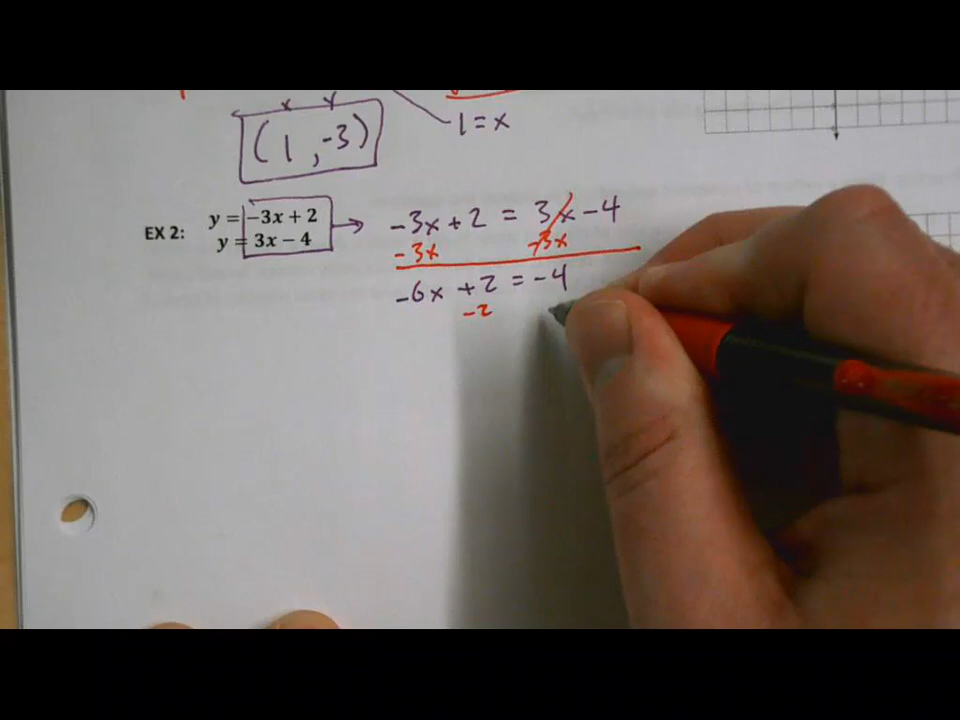 x y
(1, -3)
1 = x
EX 2:
y = -3x + 2
y = 3x - 4
-3x + 2 = 3x - 4
-3x -3x
-6x + 2 = -4
-2